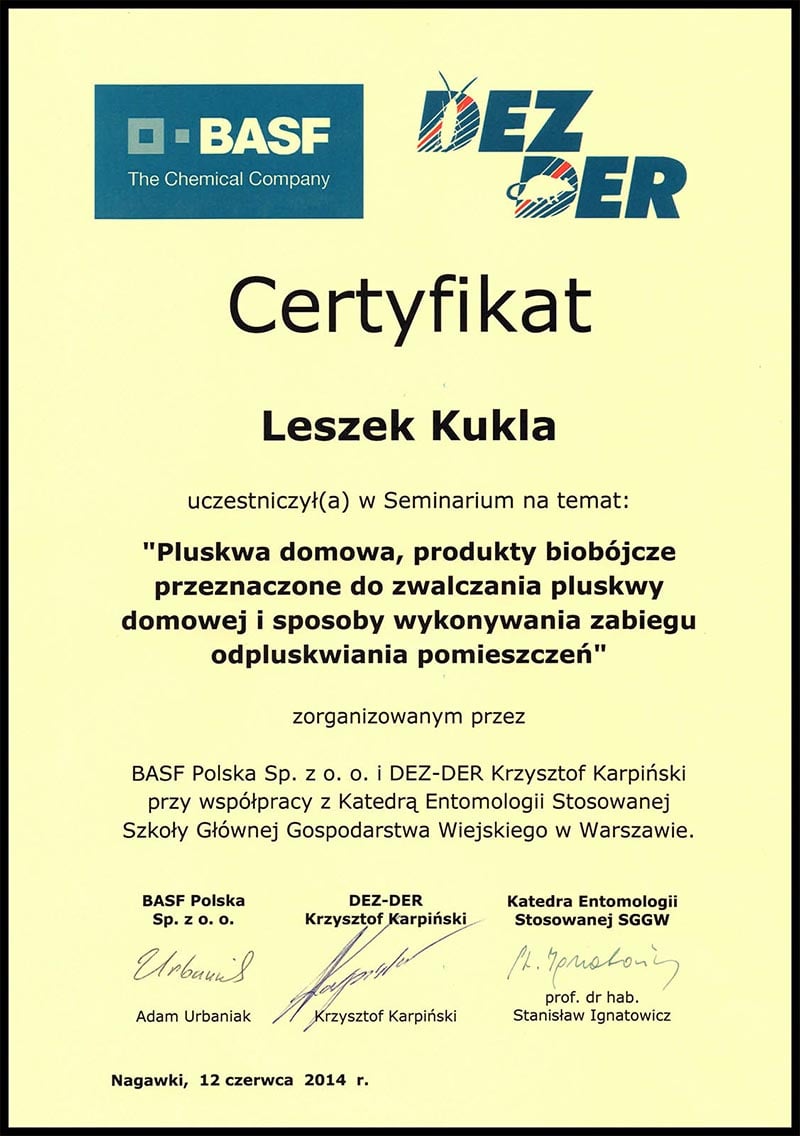 BASF
The Chemical Company
DEZ
DER
Certyfikat
Leszek Kukla
uczestniczył(a) w Seminarium na temat:
"Pluskwa domowa, produkty biobójcze
przeznaczone do zwalczania pluskwy
domowej i sposoby wykonywania zabiegu
odpluskwiania pomieszczeń"
zorganizowanym przez
BASF Polska Sp. z o. o. i DEZ-DER Krzysztof Karpiński
przy współpracy z Katedrą Entomologii Stosowanej
Szkoły Głównej Gospodarstwa Wiejskiego w Warszawie.
BASF Polska
Sp. z o. o.
DEZ-DER
Krzysztof Karpiński
Katedra Entomologii
Stosowanej SGGW
Urbaniak
Karpiński
St. Ignatowicz
Adam Urbaniak
Krzysztof Karpiński
prof. dr hab.
Stanisław Ignatowicz
Nagawki, 12 czerwca 2014 r.